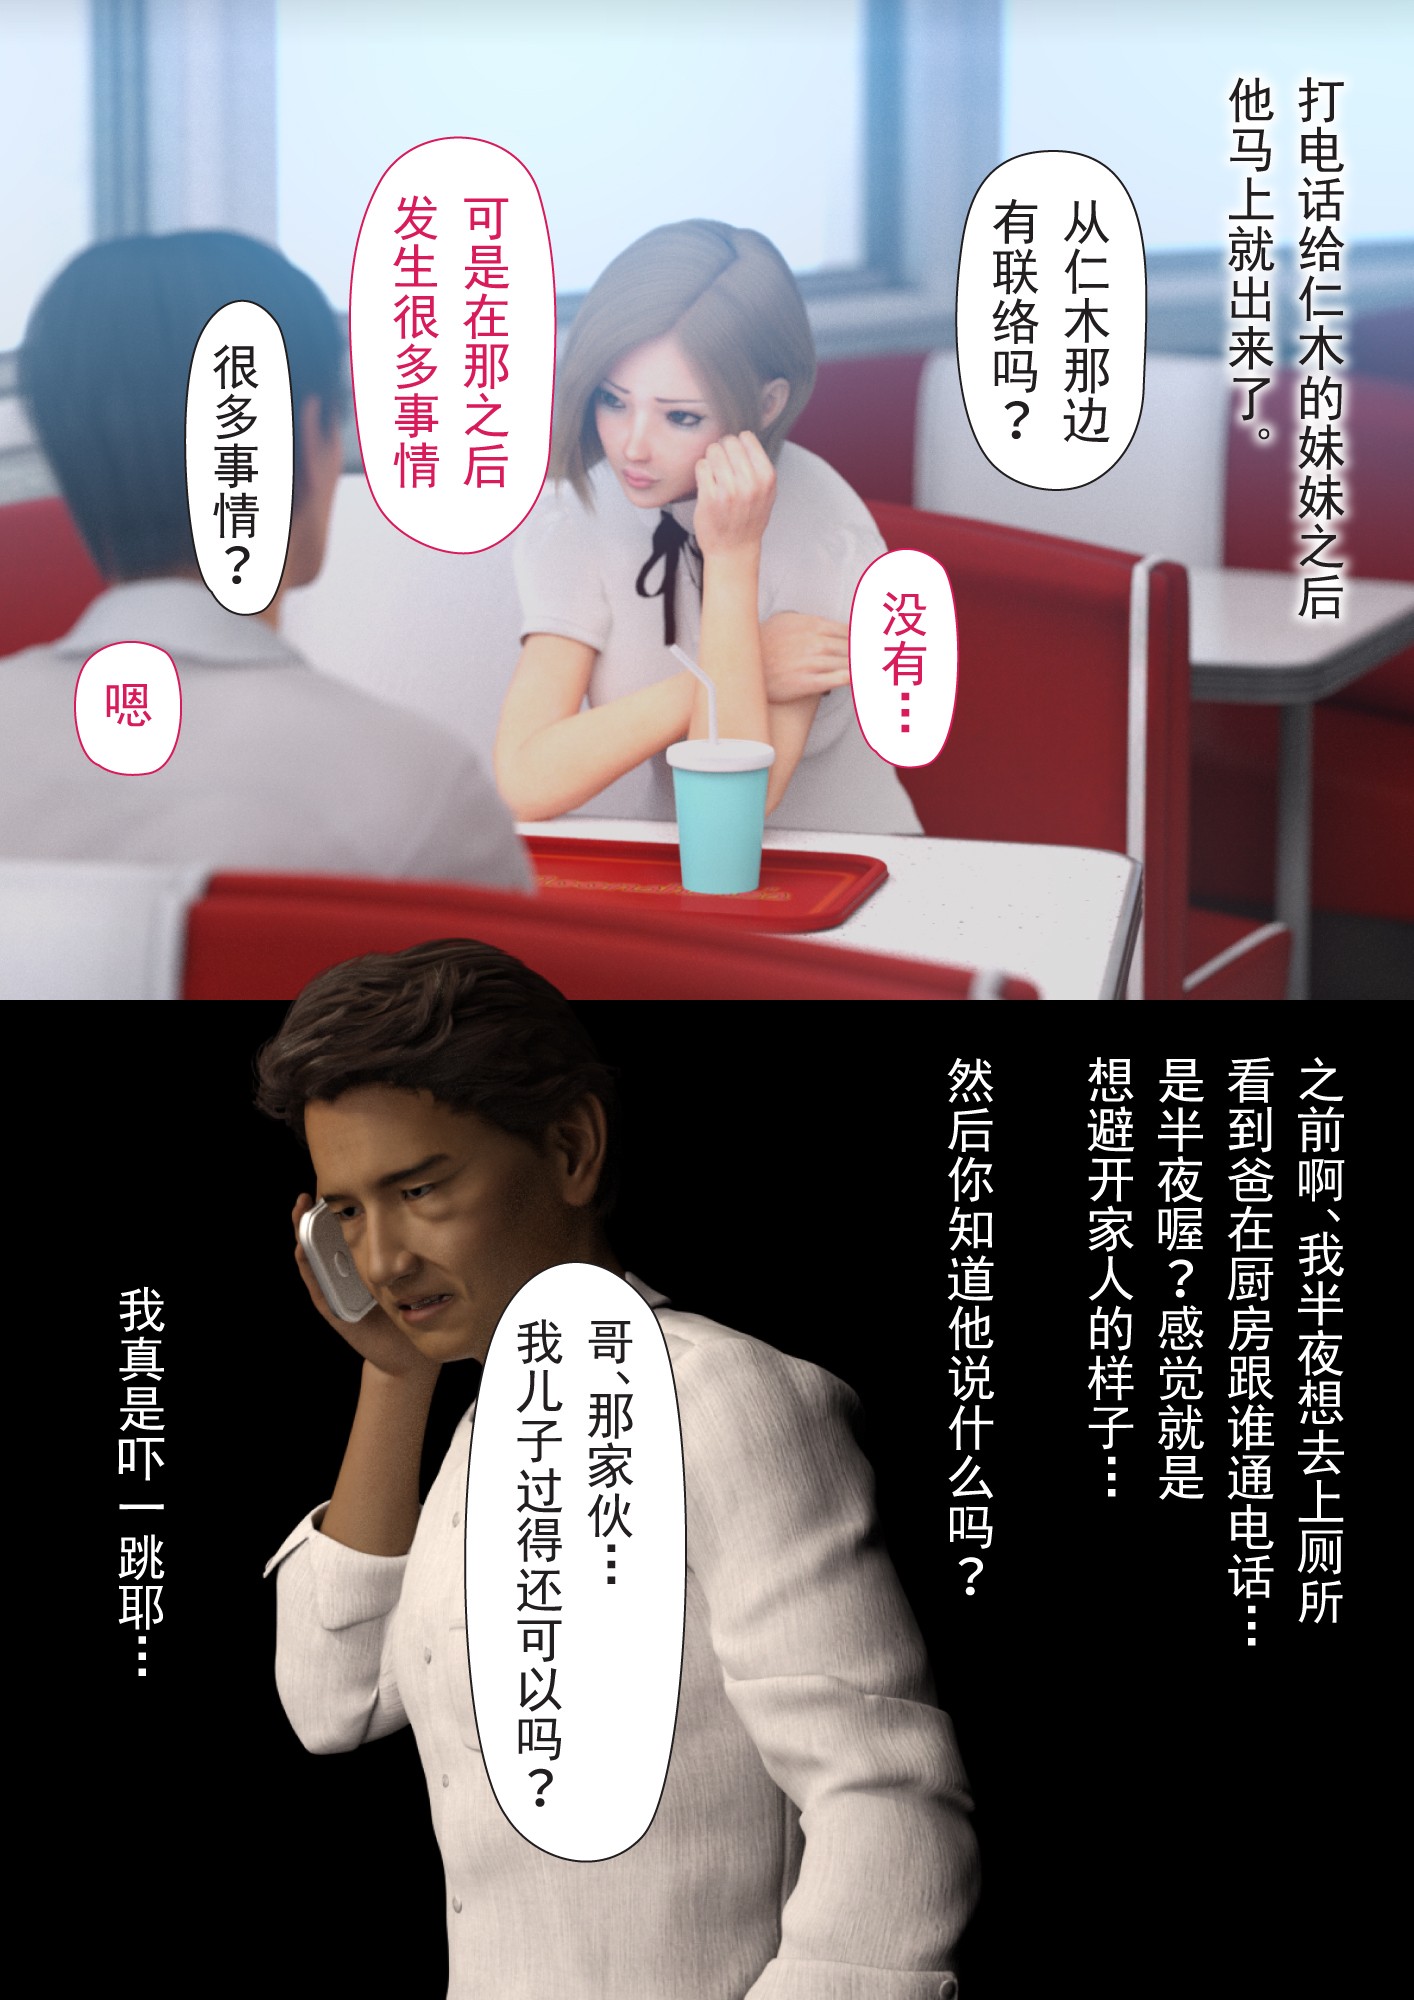 打电话给仁木的妹妹之后
他马上就出来了。
从仁木那边
有联络吗？
没有…
可是在那之后
发生很多事情
很多事情？
嗯
之前啊、我半夜想去上厕所
看到爸在厨房跟谁通电话…
是半夜喔？感觉就是
想避开家人的样子…
然后你知道他说什么吗？
哥、那家伙…
我儿子过得还可以吗？
我真是吓一跳耶…